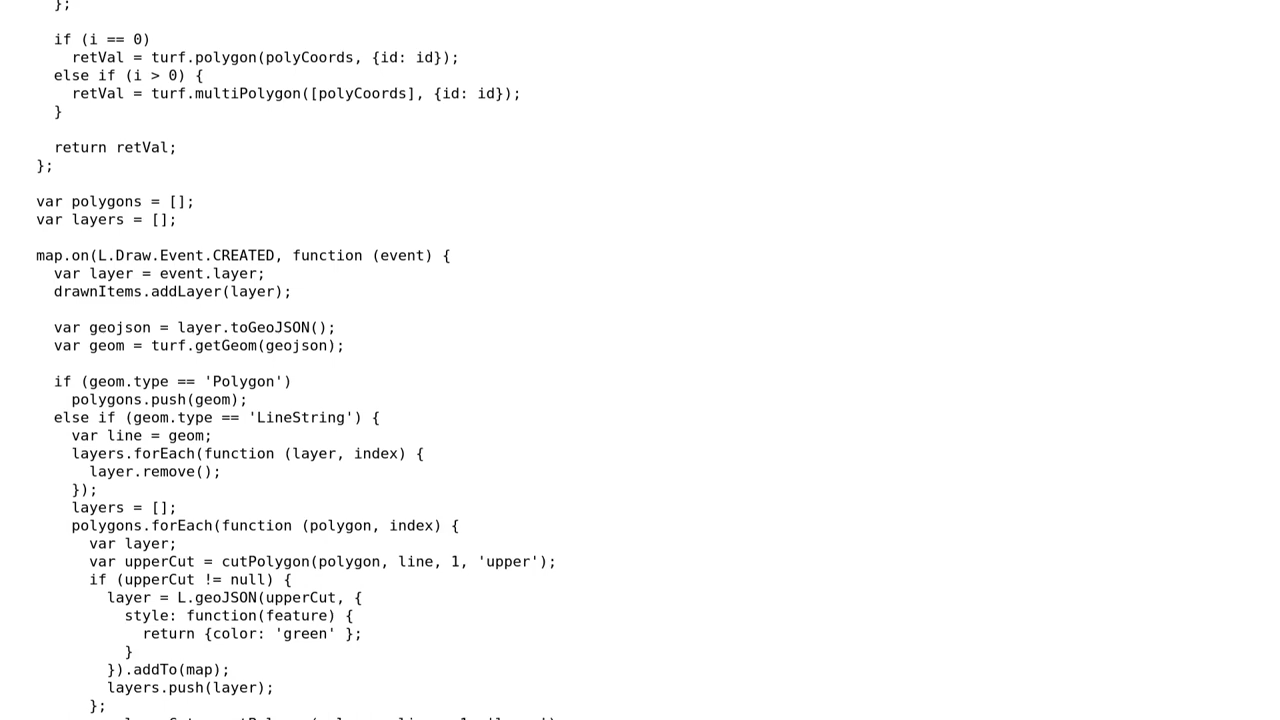 };
if (i == 0)
retVal = turf.polygon(polyCoords, {id: id});
else if (i > 0) {
retVal = turf.multiPolygon([polyCoords], {id: id});
}
return retVal;
};
var polygons = [];
var layers = [];
map.on(L.Draw.Event.CREATED, function (event) {
var layer = event.layer;
drawnItems.addLayer(layer);
var geojson = layer.toGeoJSON();
var geom = turf.getGeom(geojson);
if (geom.type == 'Polygon')
polygons.push(geom);
else if (geom.type == 'LineString') {
var line = geom;
layers.forEach(function (layer, index) {
layer.remove();
});
layers = [];
polygons.forEach(function (polygon, index) {
var layer;
var upperCut = cutPolygon(polygon, line, 1, 'upper');
if (upperCut != null) {
layer = L.geoJSON(upperCut, {
style: function(feature) {
return {color: 'green' };
}
}).addTo(map);
layers.push(layer);
};